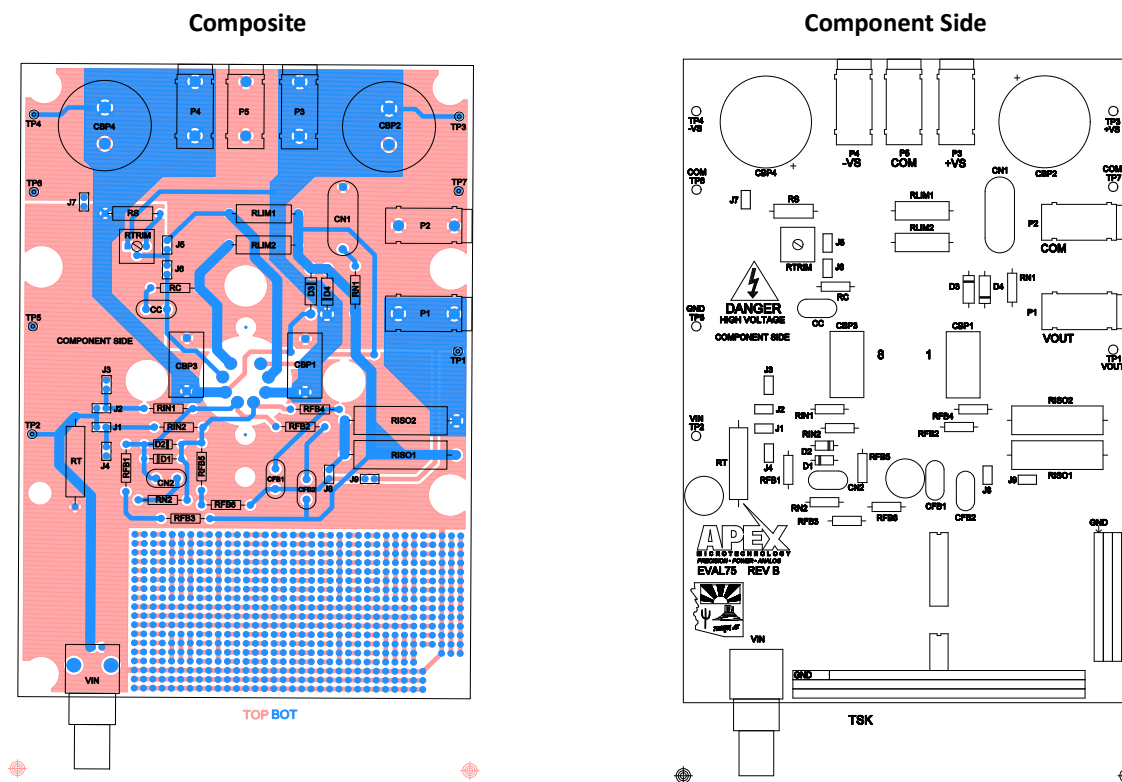 Composite
P4
P5
P3
CBP4
CBP2
TP4
TP3
TP6
TP7
J7
RS
RLIM1
CN1
P2
RTRIM
J5
RLIM2
J6
RC
D3
D4
RN1
CC
P1
TP5
COMPONENT SIDE
CBP3
CBP1
TP1
J3
J2
RIN1
RFB4
TP2
J1
RIN2
RFB2
RISO2
D2
RT
J4
RFB1
D1
RFB5
RISO1
CN2
CFB1
CFB2
J8
J9
RN2
RFB6
RFB3
VIN
TOP BOT
Component Side
TP4
-VS
TP3
+VS
P4
-VS
P5
COM
P3
+VS
CBP4
CBP2
COM
TP6
CN1
COM
TP7
J7
RS
RLIM1
P2
RTRIM
J5
RLIM2
COM
J6
RC
D3
D4
RN1
DANGER
HIGH VOLTAGE
CC
P1
GND
TP5
COMPONENT SIDE
CBP3
CBP1
VOUT
8
1
TP1
VOUT
J3
J2
RIN1
RFB4
RISO2
VIN
TP2
J1
RIN2
RFB2
D2
J4
RT
D1
RFB5
RFB1
CN2
RISO1
J8
J9
RN2
CFB1
RFB3
RFB6
CFB2
GND
APEX
MICROTECHNOLOGY
PRECISION • POWER • ANALOG
EVAL75 REV B
VIN
GND
TSK